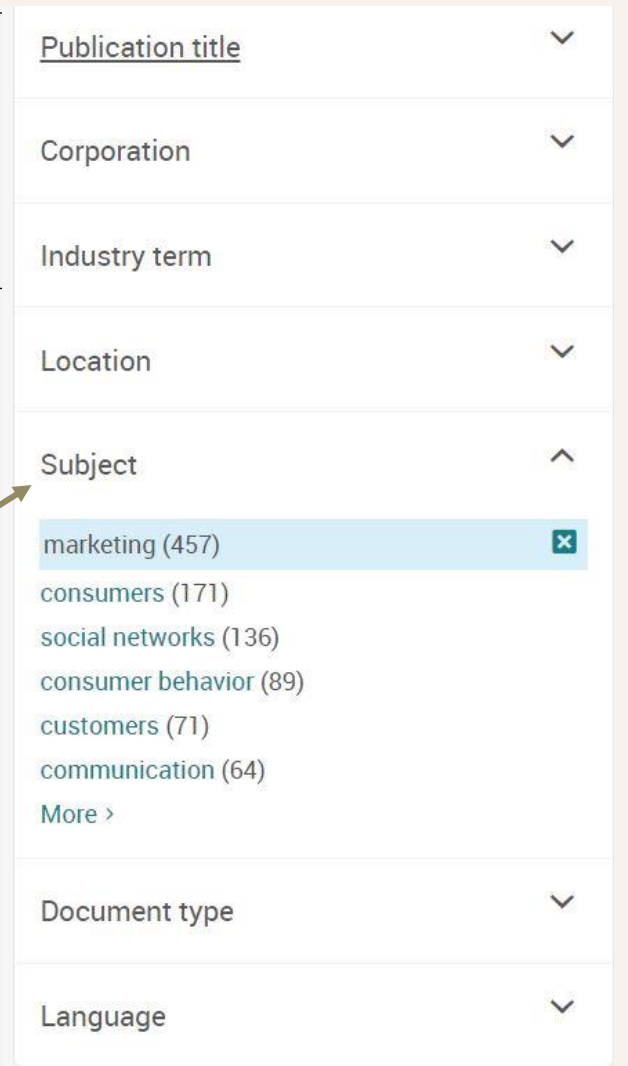 Publication title
Corporation
Industry term
Location
Subject
marketing (457)
consumers (171)
social networks (136)
consumer behavior (89)
customers (71)
communication (64)
More >
Document type
Language